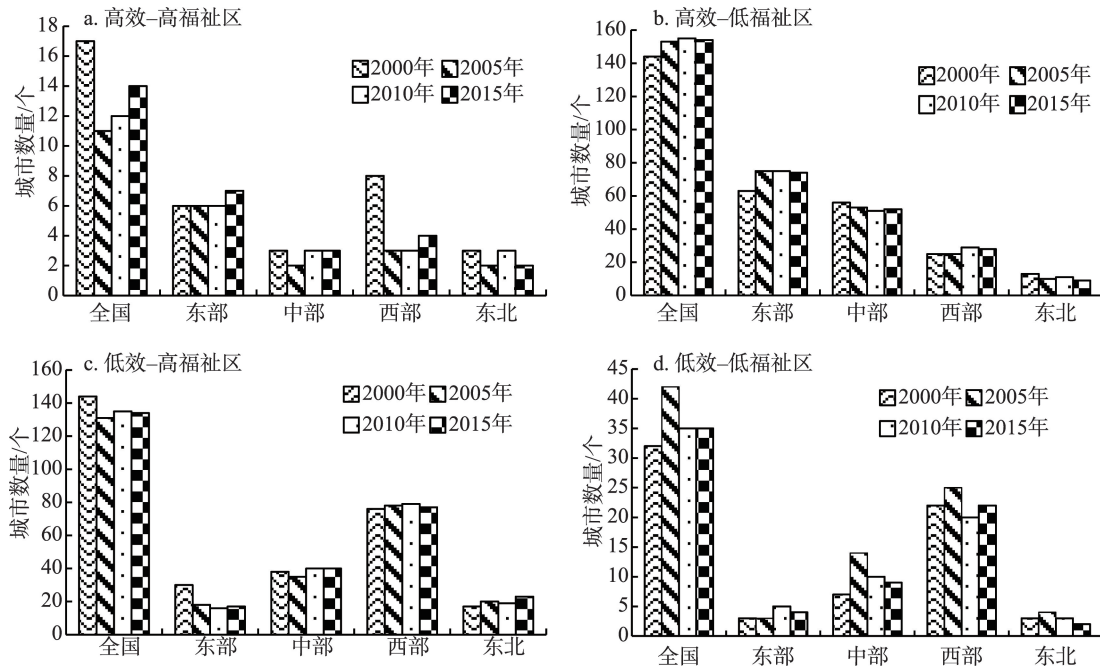 a. 高效–高福祉区
城市数量/个
18
16
14
12
10
8
6
4
2
0
2000年 2005年
2010年 2015年
全国 东部 中部 西部 东北
b. 高效–低福祉区
城市数量/个
160
140
120
100
80
60
40
20
0
2000年 2005年
2010年 2015年
全国 东部 中部 西部 东北
c. 低效–高福祉区
城市数量/个
160
140
120
100
80
60
40
20
0
2000年 2005年
2010年 2015年
全国 东部 中部 西部 东北
d. 低效–低福祉区
城市数量/个
45
40
35
30
25
20
15
10
5
0
2000年 2005年
2010年 2015年
全国 东部 中部 西部 东北